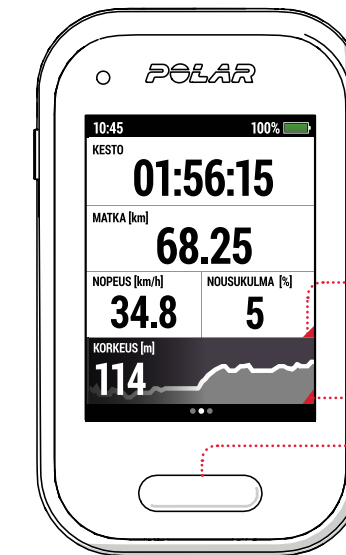 POLAR
10:45 100%
KESTO
01:56:15
MATKA [km]
68.25
NOPEUS [km/h] NOUSUKULMA [%]
34.8 5
KORKEUS [m]
114